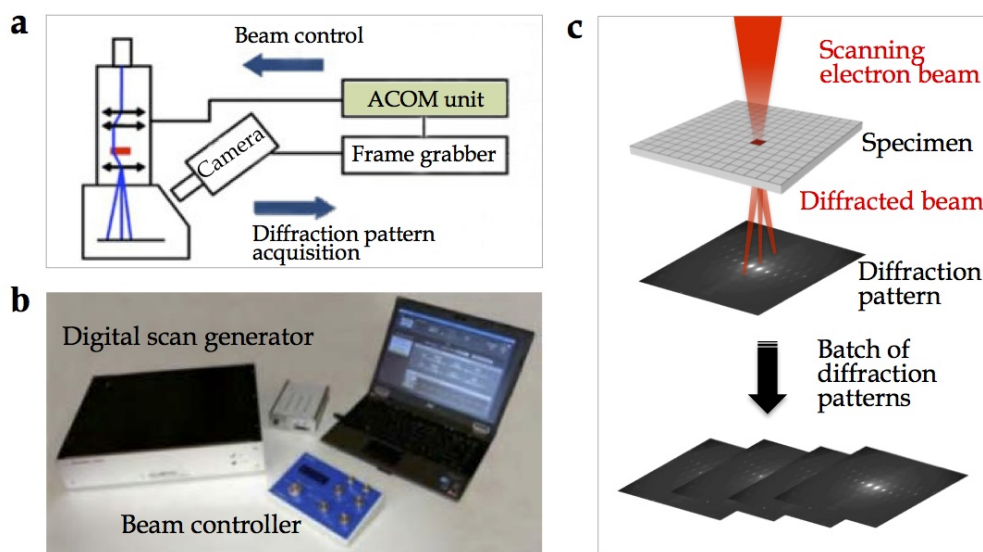 a
Beam control
ACOM unit
Camera
Frame grabber
Diffraction pattern
acquisition
b
Digital scan generator
Beam controller
c
Scanning
electron beam
Specimen
Diffracted beam
Diffraction
pattern
Batch of
diffraction
patterns